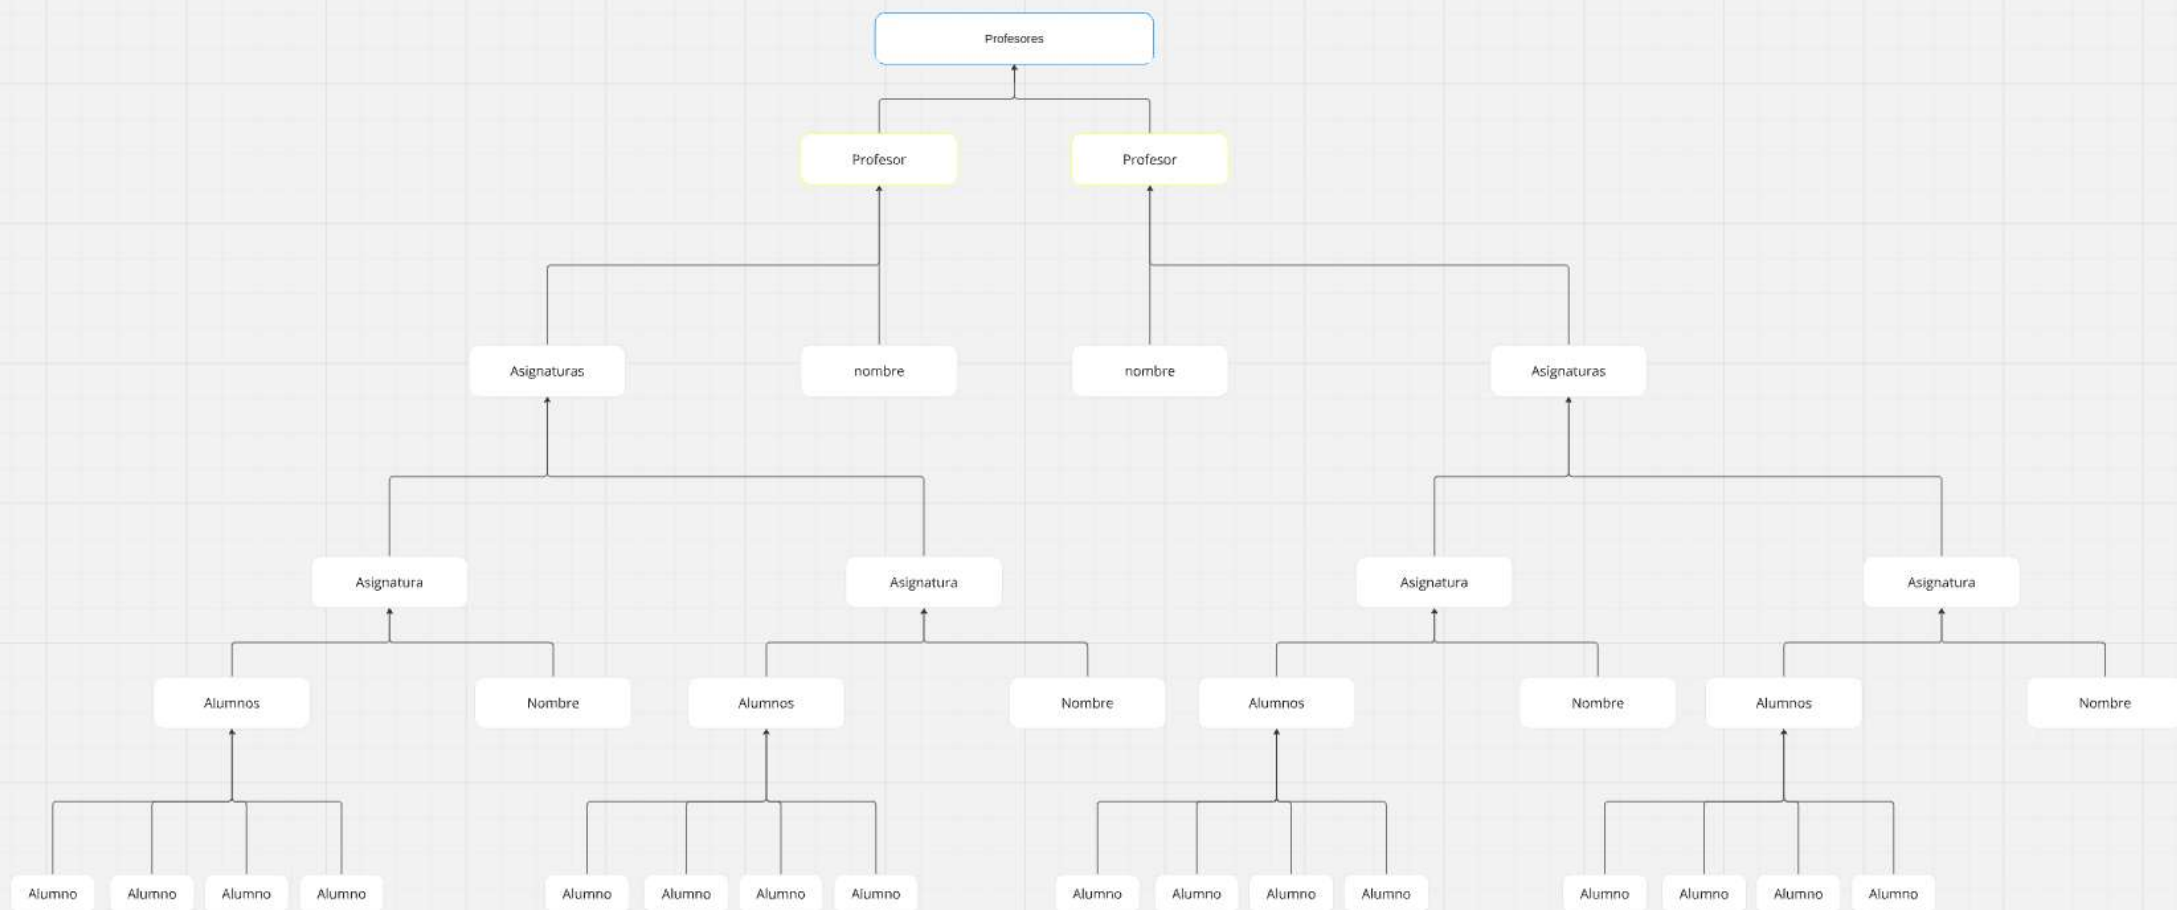 Profesores
Profesor Profesor
Asignaturas nombre nombre Asignaturas
Asignatura Asignatura Asignatura Asignatura
Alumnos Nombre Alumnos Nombre Alumnos Nombre Alumnos Nombre
Alumno Alumno Alumno Alumno Alumno Alumno Alumno Alumno Alumno Alumno Alumno Alumno Alumno Alumno Alumno Alumno